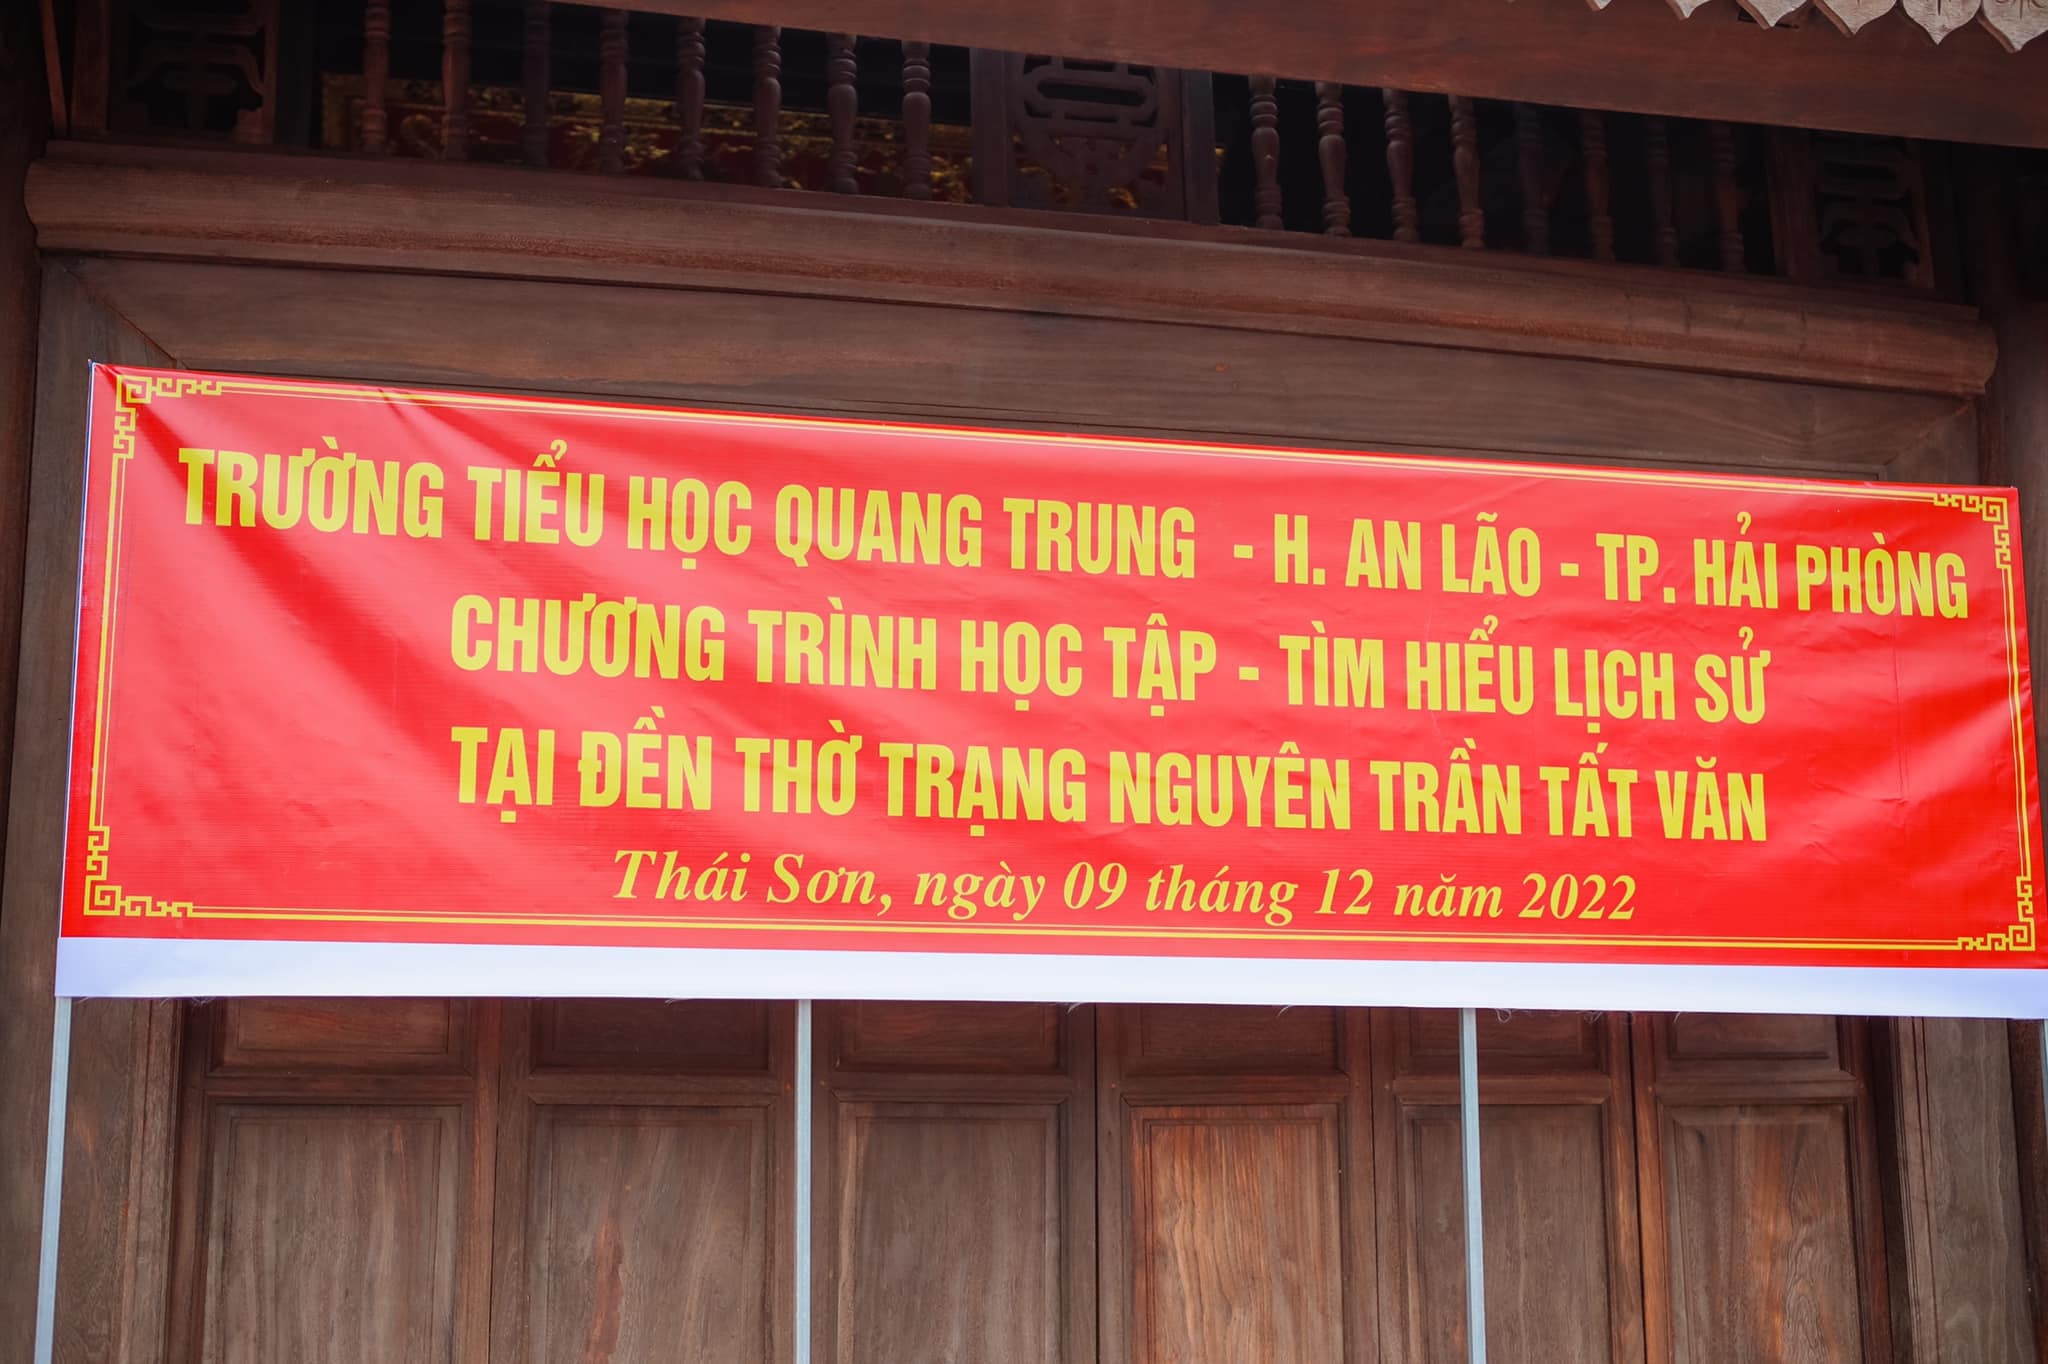 TRƯỜNG TIỂU HỌC QUANG TRUNG - H. AN LÃO - TP. HẢI PHÒNG
CHƯƠNG TRÌNH HỌC TẬP - TÌM HIỂU LỊCH SỬ
TẠI ĐỀN THỜ TRẠNG NGUYÊN TRẦN TẤT VĂN
Thái Sơn, ngày 09 tháng 12 năm 2022